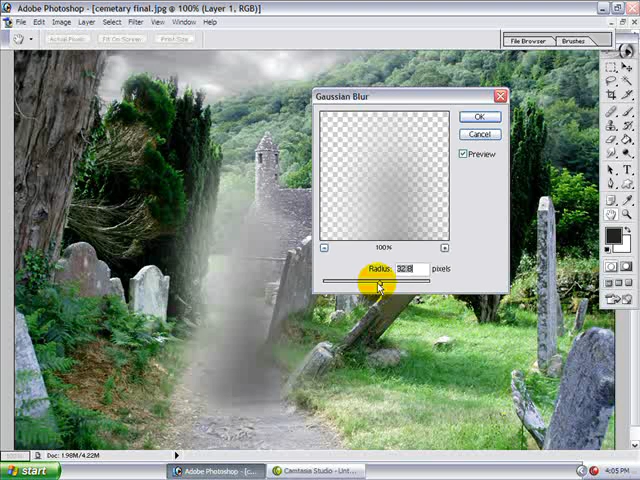 Adobe Photoshop - [cemetary final.jpg @ 100% (Layer 1, RGB)]
File Edit Image Layer Select Filter View Window Help
Actual Pixels Fit On Screen Print Size
File Browser Brushes
Gaussian Blur
OK
Cancel
Preview
100%
Radius: 32.8 pixels
Doc: 1.98M/4.22M
start Adobe Photoshop - [c... Camtasia Studio - Unt... 4:05 PM